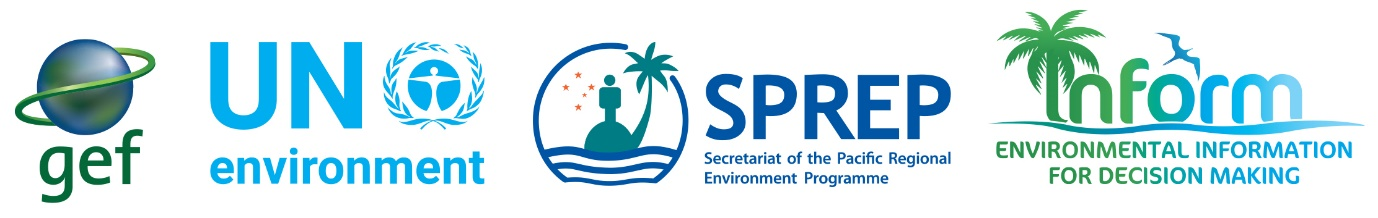 gef
UN
environment
SPREP
Secretariat of the Pacific Regional
Environment Programme
Inform
ENVIRONMENTAL INFORMATION
FOR DECISION MAKING